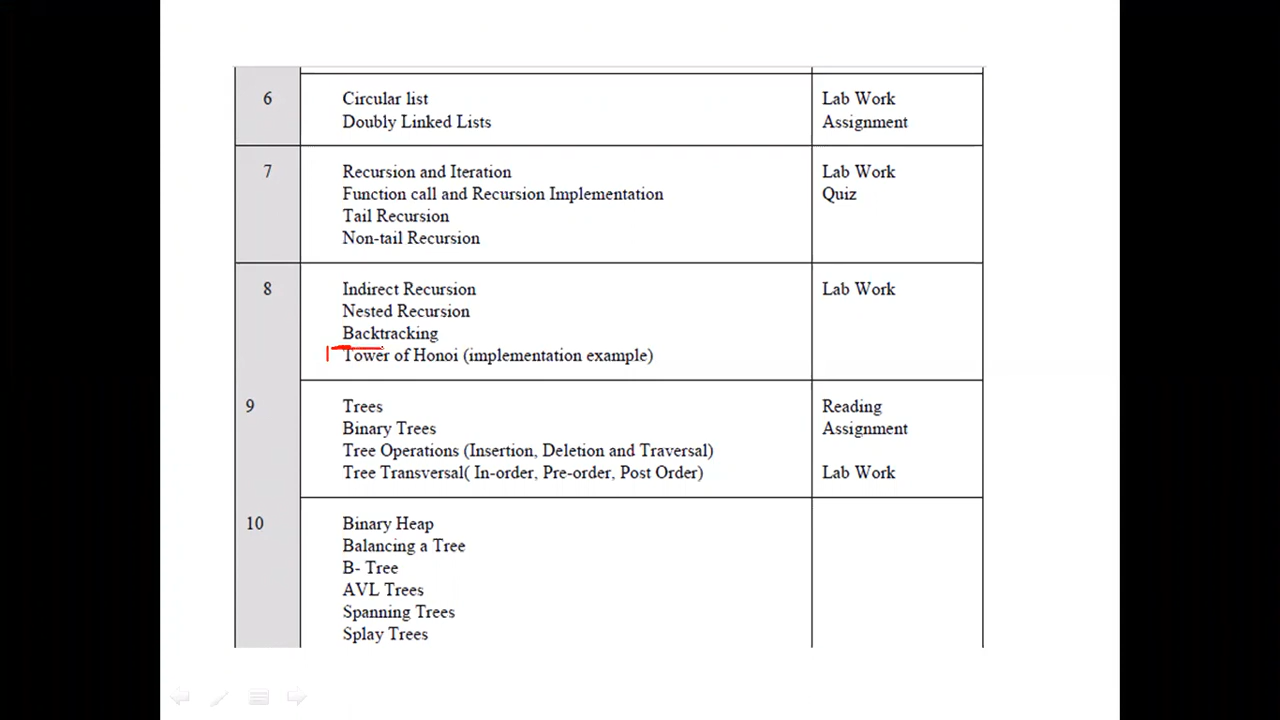 6 Circular list Lab Work
Doubly Linked Lists Assignment
7 Recursion and Iteration Lab Work
Function call and Recursion Implementation Quiz
Tail Recursion
Non-tail Recursion
8 Indirect Recursion Lab Work
Nested Recursion
Backtracking
Tower of Honoi (implementation example)
9 Trees Reading
Binary Trees Assignment
Tree Operations (Insertion, Deletion and Traversal)
Tree Transversal( In-order, Pre-order, Post Order) Lab Work
10 Binary Heap
Balancing a Tree
B- Tree
AVL Trees
Spanning Trees
Splay Trees